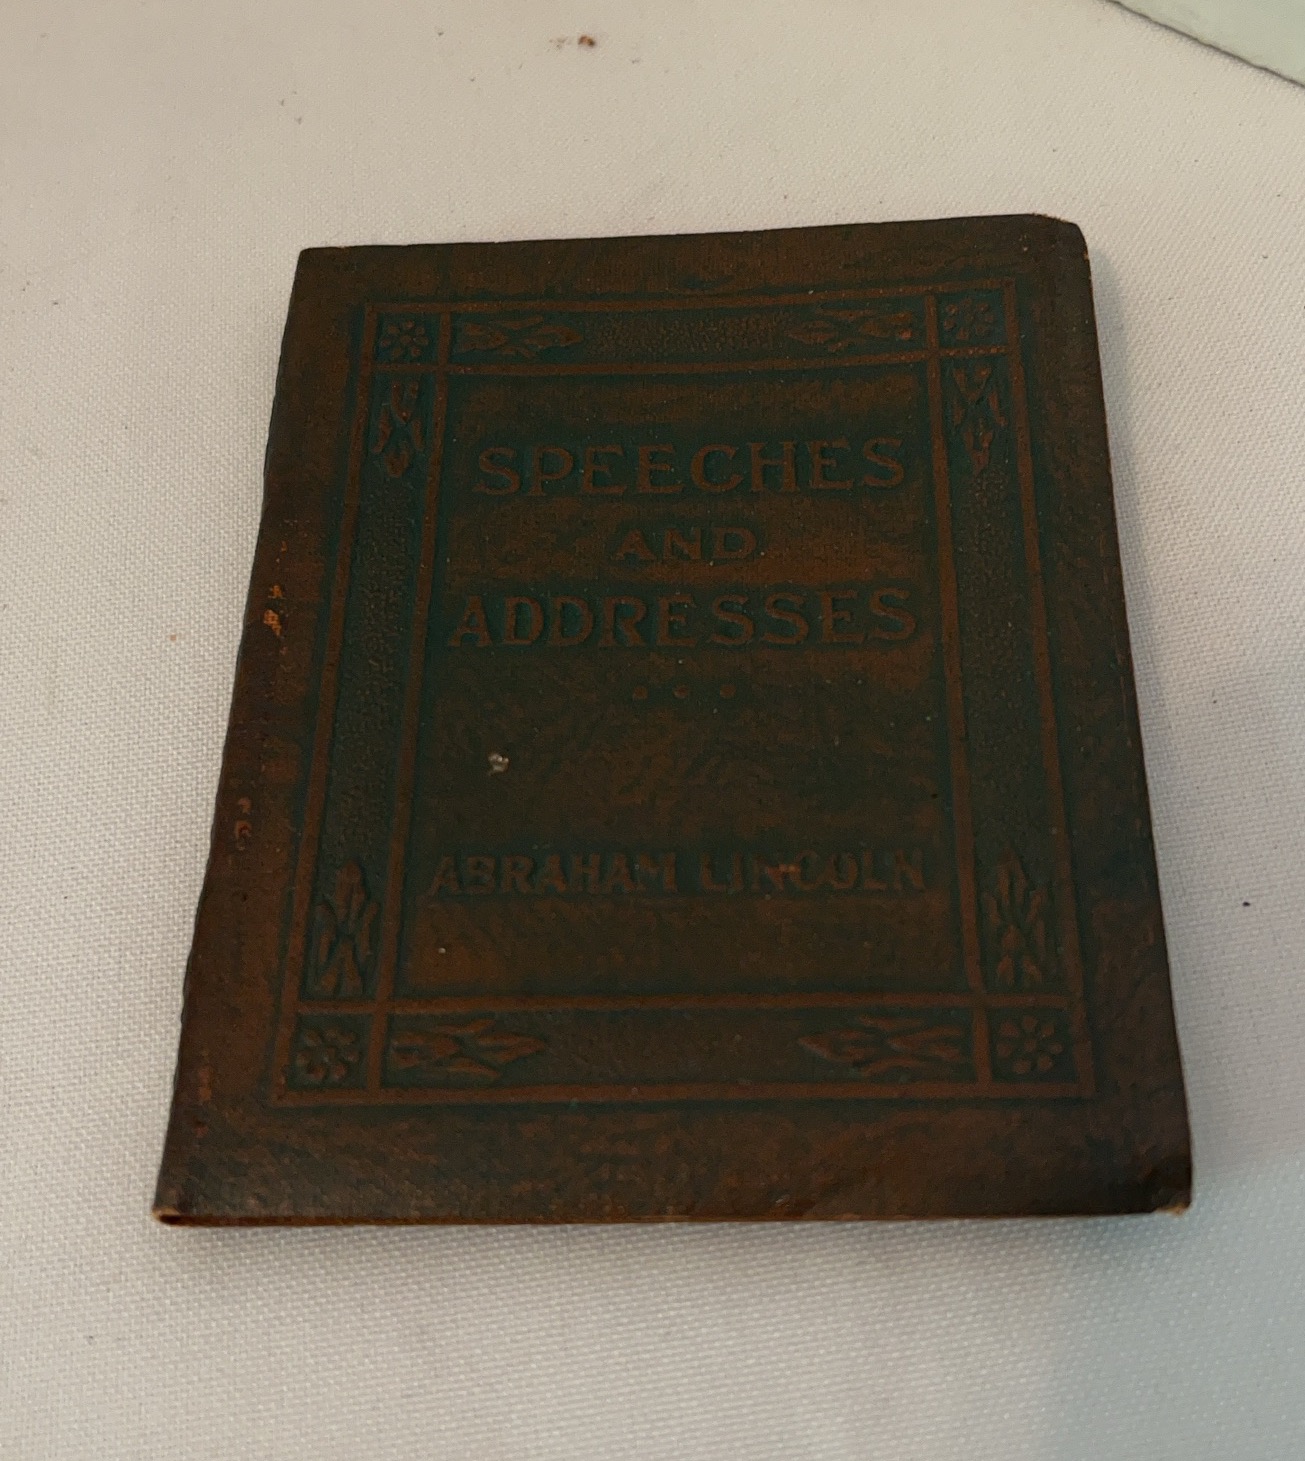 SPEECHES
AND
ADDRESSES
ABRAHAM LINCOLN